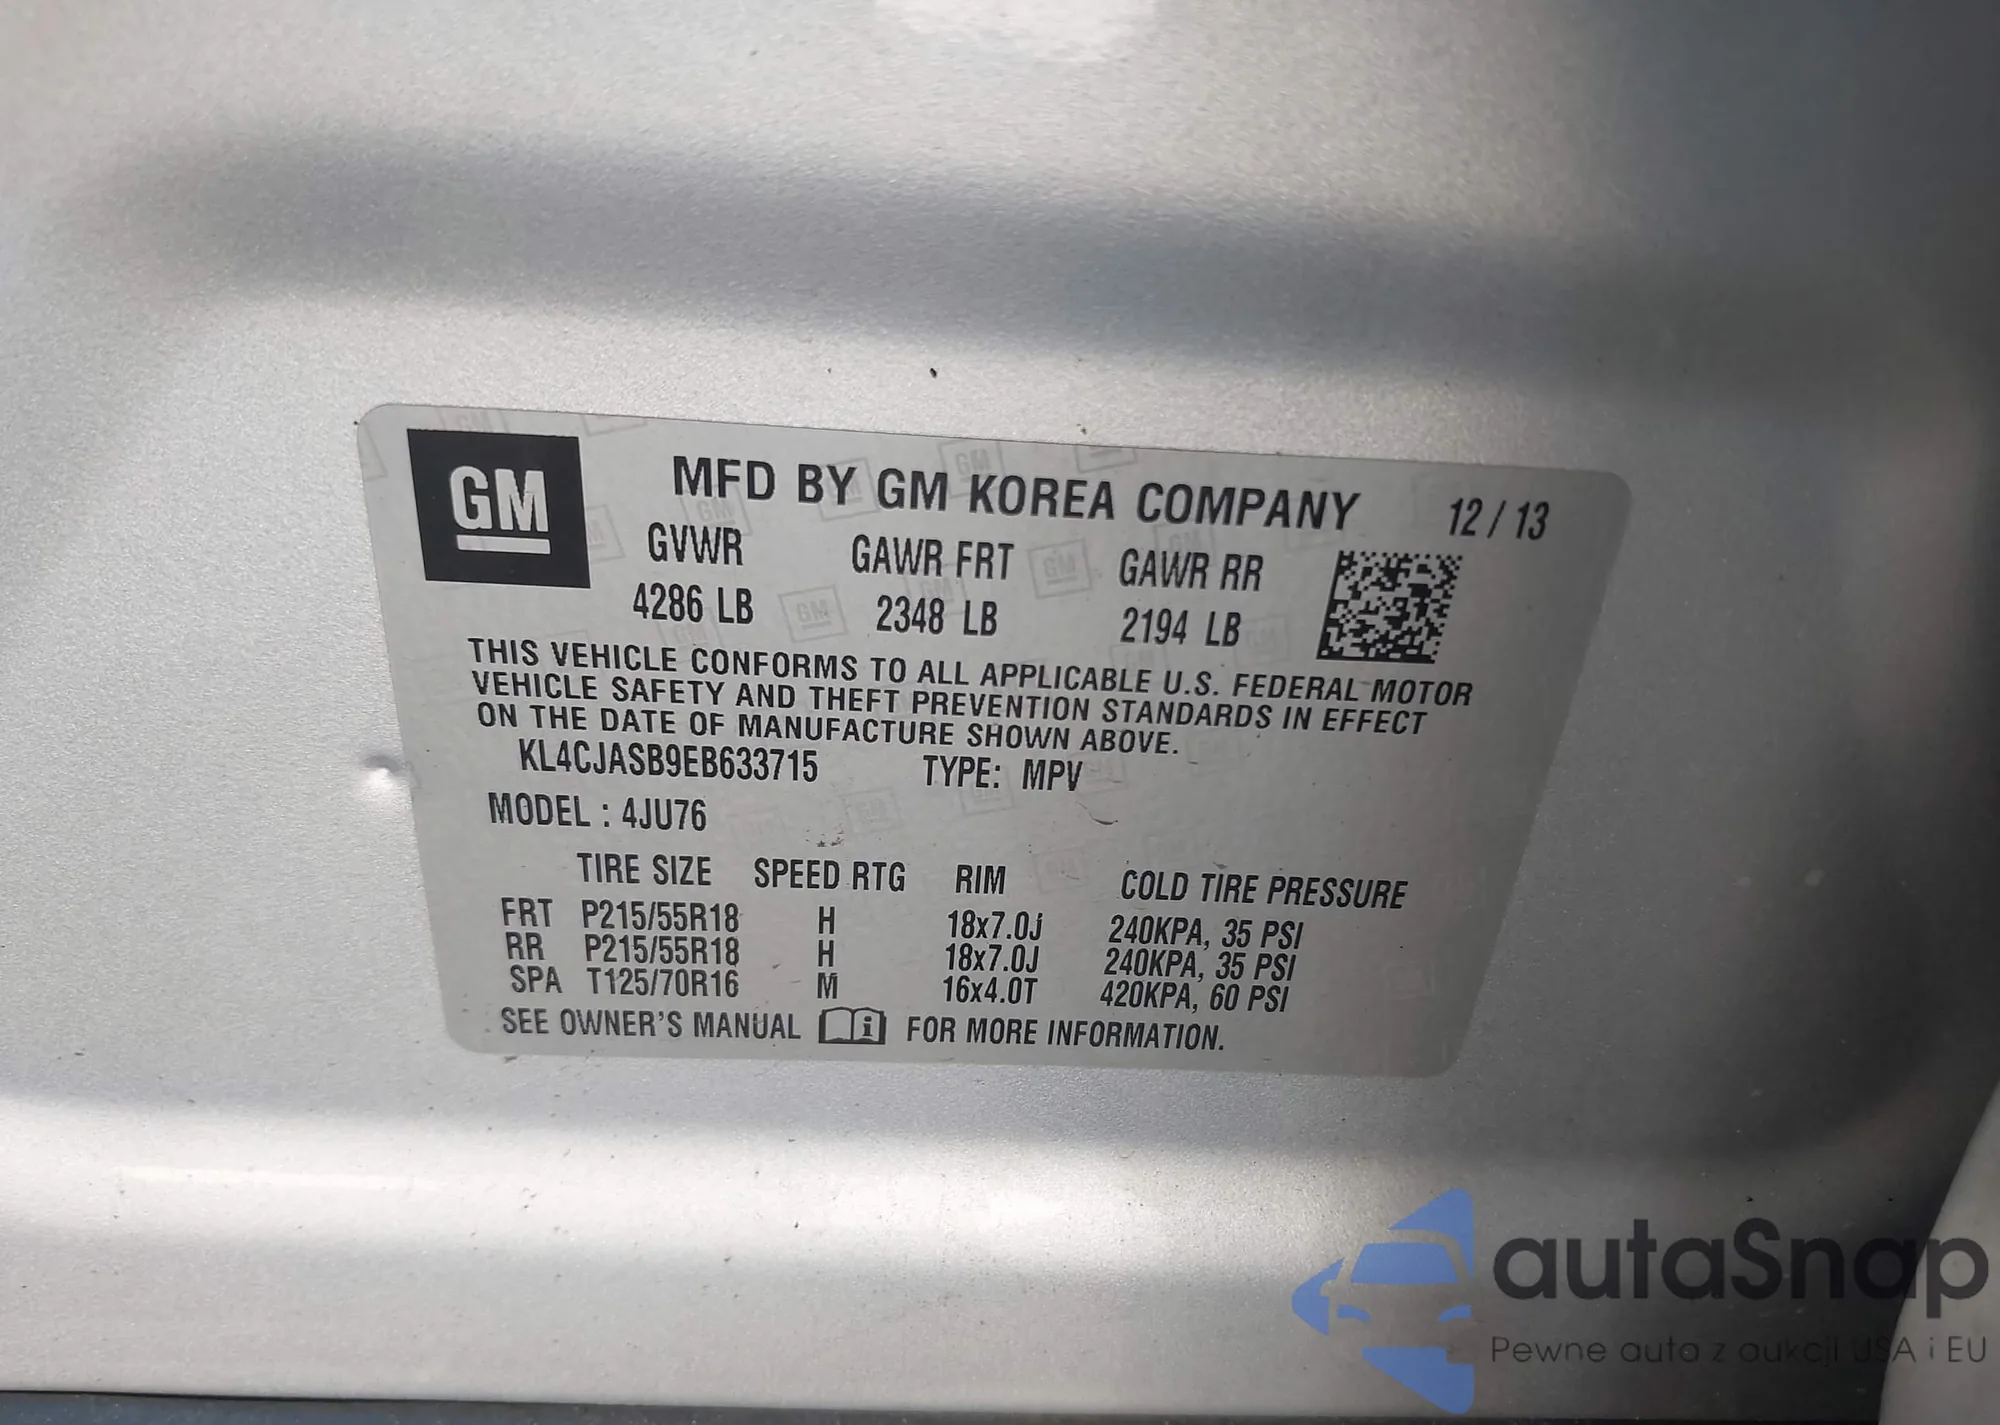 GM
MFD BY GM KOREA COMPANY 12 / 13
GVWR GAWR FRT GAWR RR
4286 LB 2348 LB 2194 LB
THIS VEHICLE CONFORMS TO ALL APPLICABLE U.S. FEDERAL MOTOR
VEHICLE SAFETY AND THEFT PREVENTION STANDARDS IN EFFECT
ON THE DATE OF MANUFACTURE SHOWN ABOVE.
KL4CJASB9EB633715 TYPE: MPV
MODEL : 4JU76
TIRE SIZE SPEED RTG RIM COLD TIRE PRESSURE
FRT P215/55R18 H 18x7.0J 240KPA, 35 PSI
RR P215/55R18 H 18x7.0J 240KPA, 35 PSI
SPA T125/70R16 M 16x4.0T 420KPA, 60 PSI
SEE OWNER'S MANUAL FOR MORE INFORMATION.
autaSnap
Pewne auta z aukcji USA i EU